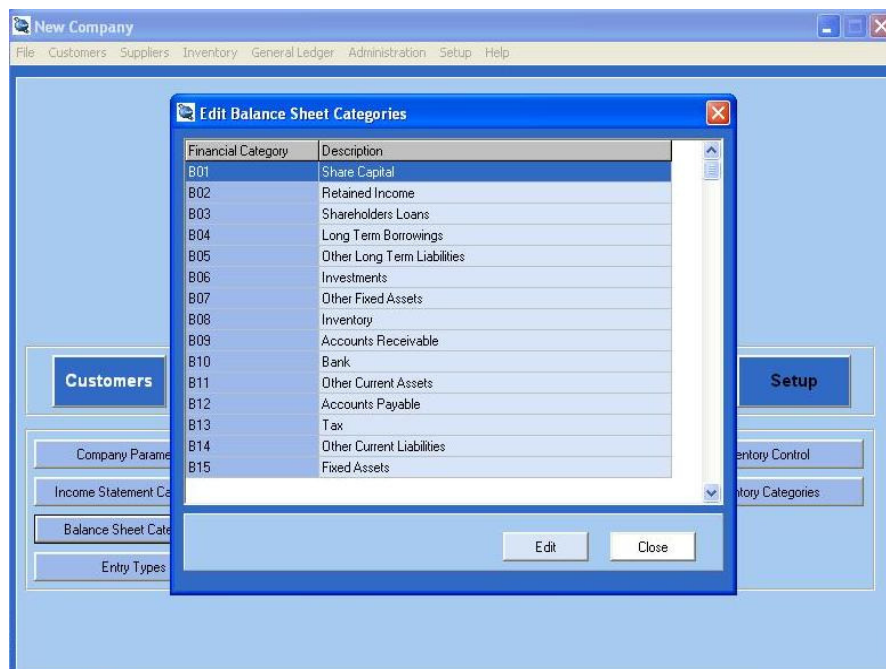 New Company
File Customers Suppliers Inventory General Ledger Administration Setup Help
Edit Balance Sheet Categories
Financial Category Description
B01 Share Capital
B02 Retained Income
B03 Shareholders Loans
B04 Long Term Borrowings
B05 Other Long Term Liabilities
B06 Investments
B07 Other Fixed Assets
B08 Inventory
B09 Accounts Receivable
B10 Bank
B11 Other Current Assets
B12 Accounts Payable
B13 Tax
B14 Other Current Liabilities
B15 Fixed Assets
Edit Close
Customers Setup
Company Parame entory Control
Income Statement Ca ntory Categories
Balance Sheet Cate
Entry Types